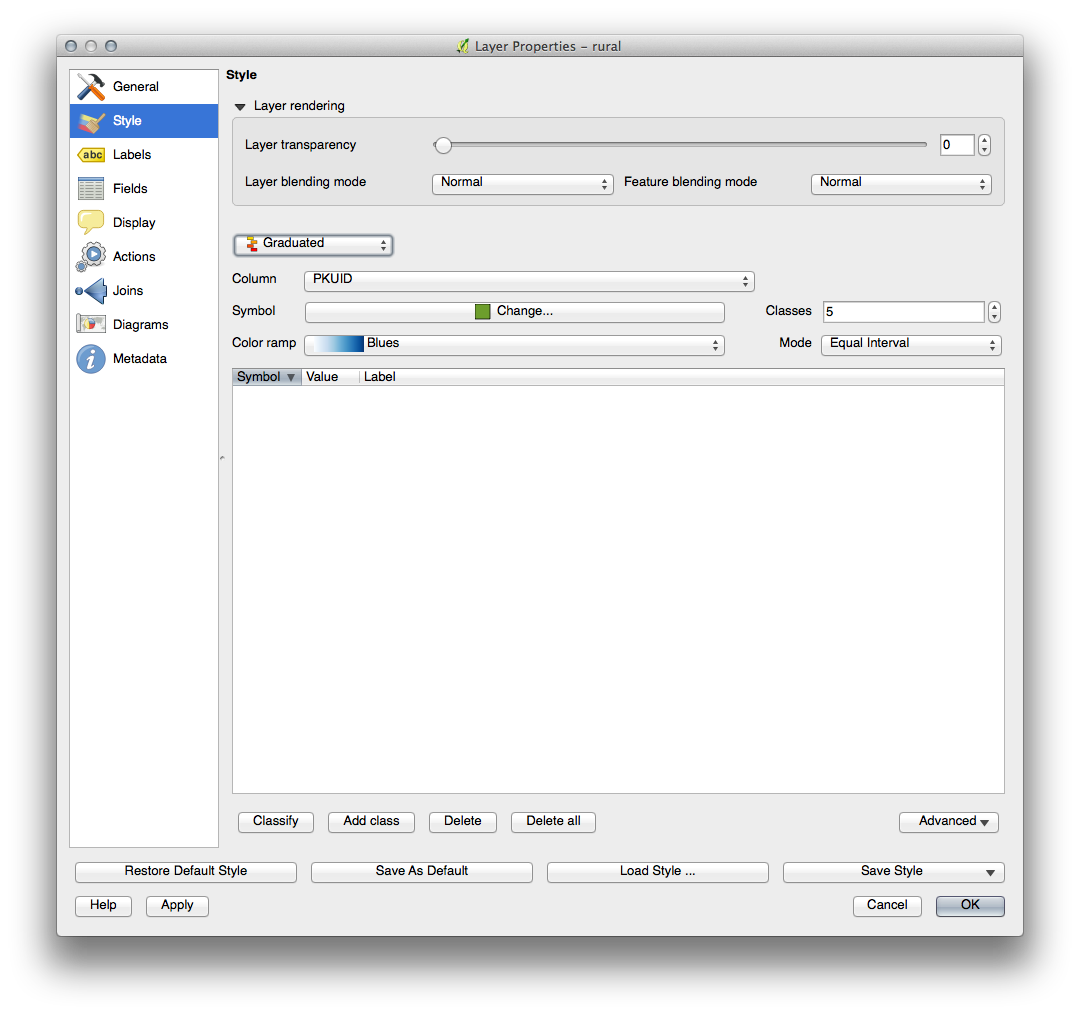 Layer Properties – rural
General
Style
abc Labels
Fields
Display
Actions
Joins
Diagrams
Metadata
Style
Layer rendering
Layer transparency 0
Layer blending mode Normal Feature blending mode Normal
Graduated
Column PKUID
Symbol Change... Classes 5
Color ramp Blues Mode Equal Interval
Symbol Value Label
Classify Add class Delete Delete all Advanced
Restore Default Style Save As Default Load Style ... Save Style
Help Apply Cancel OK